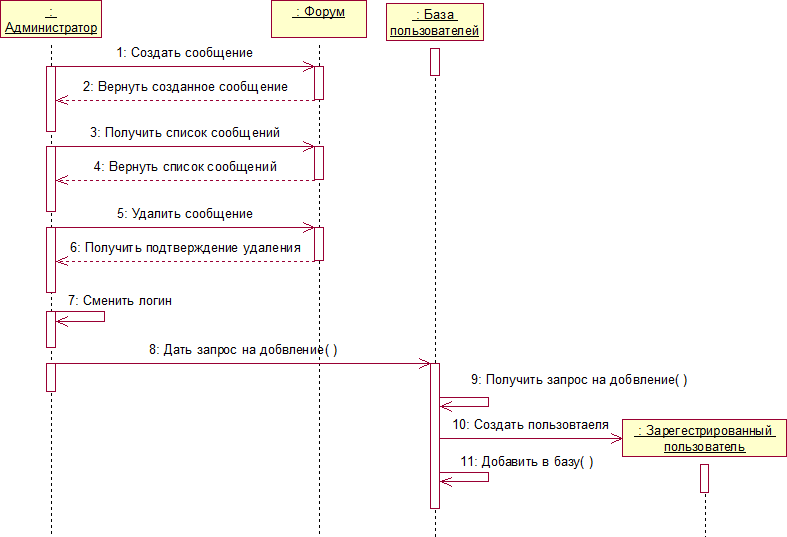 :
Администратор
: Форум
: База
пользователей
1: Создать сообщение
2: Вернуть созданное сообщение
3: Получить список сообщений
4: Вернуть список сообщений
5: Удалить сообщение
6: Получить подтверждение удаления
7: Сменить логин
8: Дать запрос на добвление( )
9: Получить запрос на добвление( )
10: Создать пользовтаеля
: Зарегестрированный
пользователь
11: Добавить в базу( )